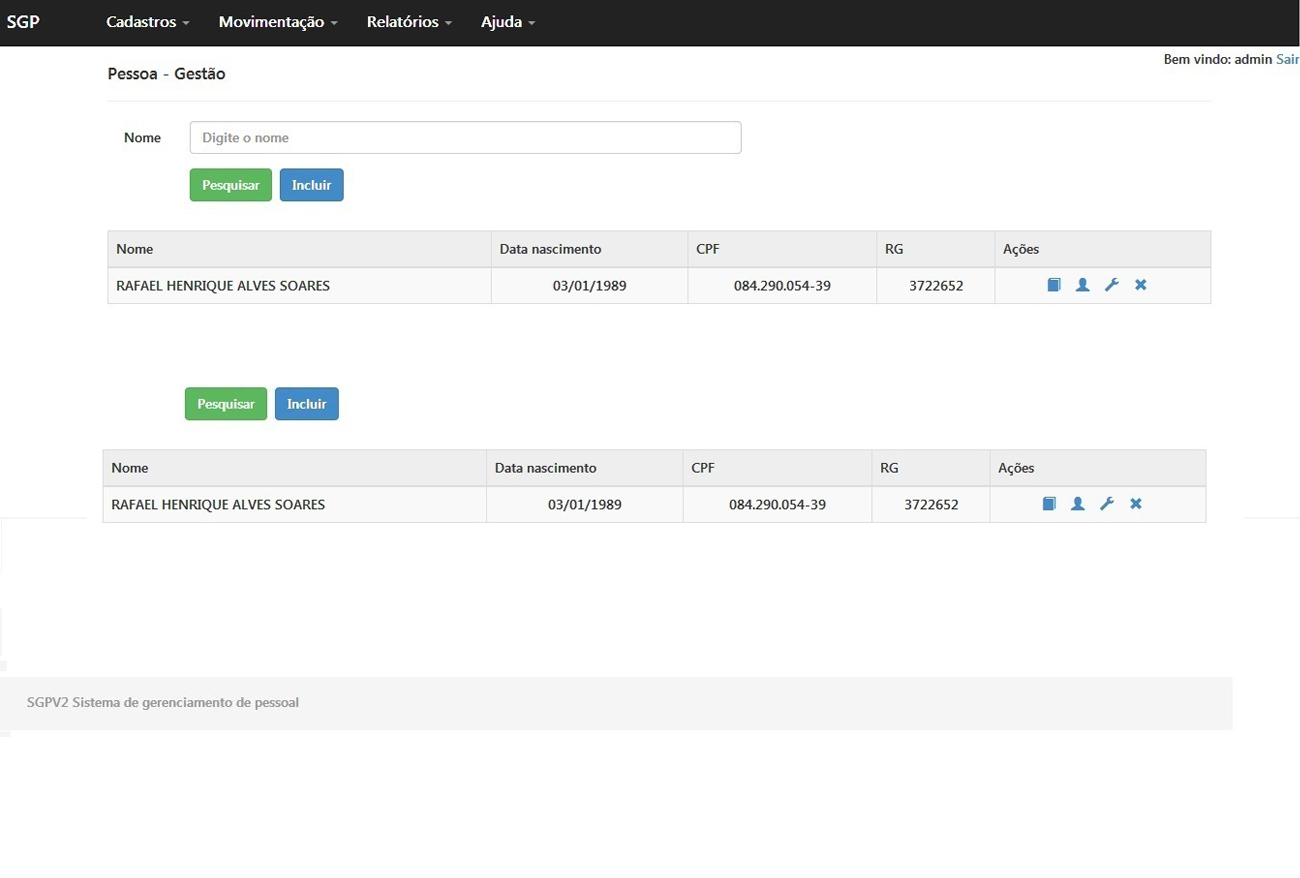 SGP Cadastros Movimentação Relatórios Ajuda
Bem vindo: admin Sair
Pessoa - Gestão
Nome Digite o nome
Pesquisar Incluir
Nome Data nascimento CPF RG Ações
RAFAEL HENRIQUE ALVES SOARES 03/01/1989 084.290.054-39 3722652
Pesquisar Incluir
Nome Data nascimento CPF RG Ações
RAFAEL HENRIQUE ALVES SOARES 03/01/1989 084.290.054-39 3722652
SGPV2 Sistema de gerenciamento de pessoal